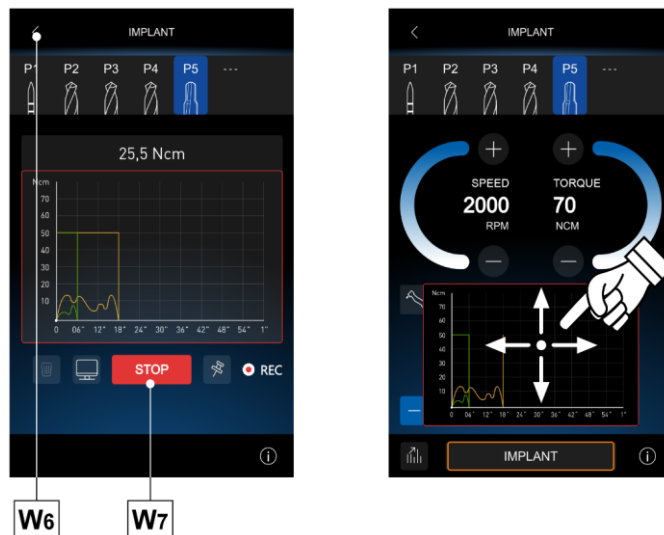 IMPLANT
P1 P2 P3 P4 P5 ---
25,5 Ncm
Ncm
70
60
50
40
30
20
10
0 06" 12" 18" 24" 30" 36" 42" 48" 54" 1"
STOP
REC
W6 W7
IMPLANT
P1 P2 P3 P4 P5 ---
SPEED TORQUE
2000 70
RPM NCM
Ncm
70
60
50
40
30
20
10
0 06" 12" 18" 24" 30" 36" 42" 48" 54" 1"
IMPLANT